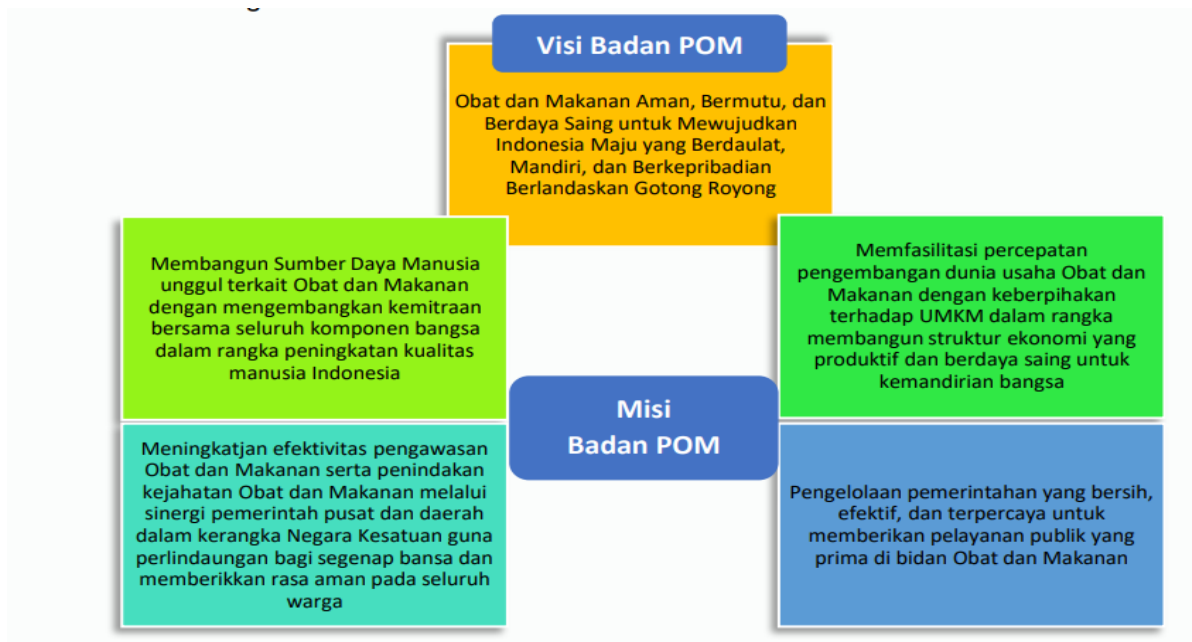 Visi Badan POM
Obat dan Makanan Aman, Bermutu, dan
Berdaya Saing untuk Mewujudkan
Indonesia Maju yang Berdaulat,
Mandiri, dan Berkepribadian
Berlandaskan Gotong Royong
Membangun Sumber Daya Manusia
unggul terkait Obat dan Makanan
dengan mengembangkan kemitraan
bersama seluruh komponen bangsa
dalam rangka peningkatan kualitas
manusia Indonesia
Memfasilitasi percepatan
pengembangan dunia usaha Obat dan
Makanan dengan keberpihakan
terhadap UMKM dalam rangka
membangun struktur ekonomi yang
produktif dan berdaya saing untuk
kemandirian bangsa
Misi
Badan POM
Meningkatjan efektivitas pengawasan
Obat dan Makanan serta penindakan
kejahatan Obat dan Makanan melalui
sinergi pemerintah pusat dan daerah
dalam kerangka Negara Kesatuan guna
perlindaungan bagi segenap bansa dan
memberikkan rasa aman pada seluruh
warga
Pengelolaan pemerintahan yang bersih,
efektif, dan terpercaya untuk
memberikan pelayanan publik yang
prima di bidan Obat dan Makanan